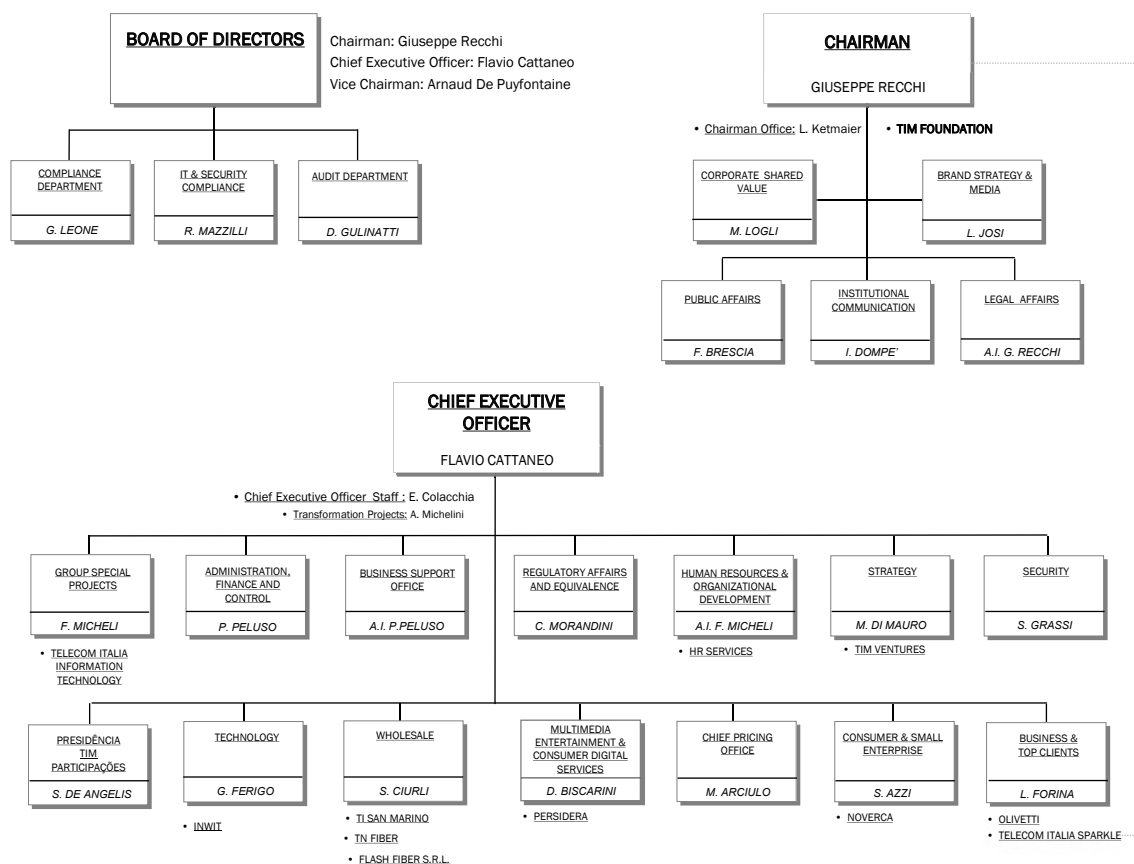 BOARD OF DIRECTORS
Chairman: Giuseppe Recchi
Chief Executive Officer: Flavio Cattaneo
Vice Chairman: Arnaud De Puyfontaine
COMPLIANCE
DEPARTMENT
G. LEONE
IT & SECURITY
COMPLIANCE
R. MAZZILLI
AUDIT DEPARTMENT
D. GULINATTI
CHAIRMAN
GIUSEPPE RECCHI
• Chairman Office: L. Ketmaier
• TIM FOUNDATION
CORPORATE SHARED
VALUE
M. LOGLI
BRAND STRATEGY &
MEDIA
L. JOSI
PUBLIC AFFAIRS
F. BRESCIA
INSTITUTIONAL
COMMUNICATION
I. DOMPE'
LEGAL AFFAIRS
A.I. G. RECCHI
CHIEF EXECUTIVE
OFFICER
FLAVIO CATTANEO
• Chief Executive Officer Staff : E. Colacchia
• Transformation Projects: A. Michelini
GROUP SPECIAL
PROJECTS
F. MICHELI
• TELECOM ITALIA
INFORMATION
TECHNOLOGY
ADMINISTRATION,
FINANCE AND
CONTROL
P. PELUSO
BUSINESS SUPPORT
OFFICE
A.I. P.PELUSO
REGULATORY AFFAIRS
AND EQUIVALENCE
C. MORANDINI
HUMAN RESOURCES &
ORGANIZATIONAL
DEVELOPMENT
A.I. F. MICHELI
• HR SERVICES
STRATEGY
M. DI MAURO
• TIM VENTURES
SECURITY
S. GRASSI
PRESIDÊNCIA
TIM
PARTICIPAÇÕES
S. DE ANGELIS
TECHNOLOGY
G. FERIGO
• INWIT
WHOLESALE
S. CIURLI
• TI SAN MARINO
• TN FIBER
• FLASH FIBER S.R.L.
MULTIMEDIA
ENTERTAINMENT &
CONSUMER DIGITAL
SERVICES
D. BISCARINI
• PERSIDERA
CHIEF PRICING
OFFICE
M. ARCIULO
CONSUMER & SMALL
ENTERPRISE
S. AZZI
• NOVERCA
BUSINESS &
TOP CLIENTS
L. FORINA
• OLIVETTI
• TELECOM ITALIA SPARKLE